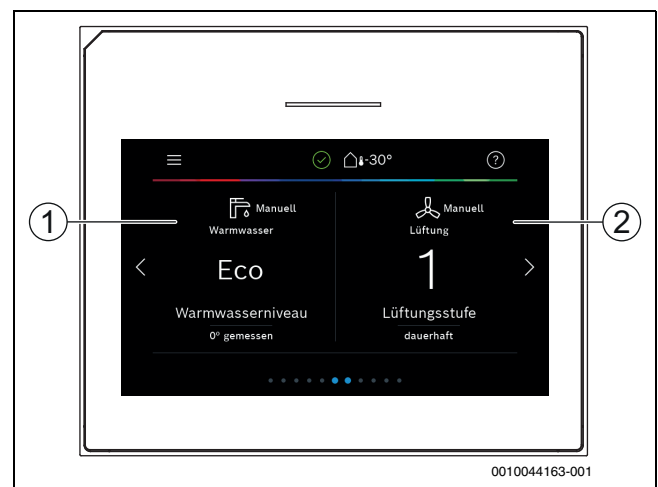 -30°
?
1
Manuell
Warmwasser
Eco
Warmwasserniveau
0° gemessen
Manuell
Lüftung
1
Lüftungsstufe
dauerhaft
2
0010044163-001